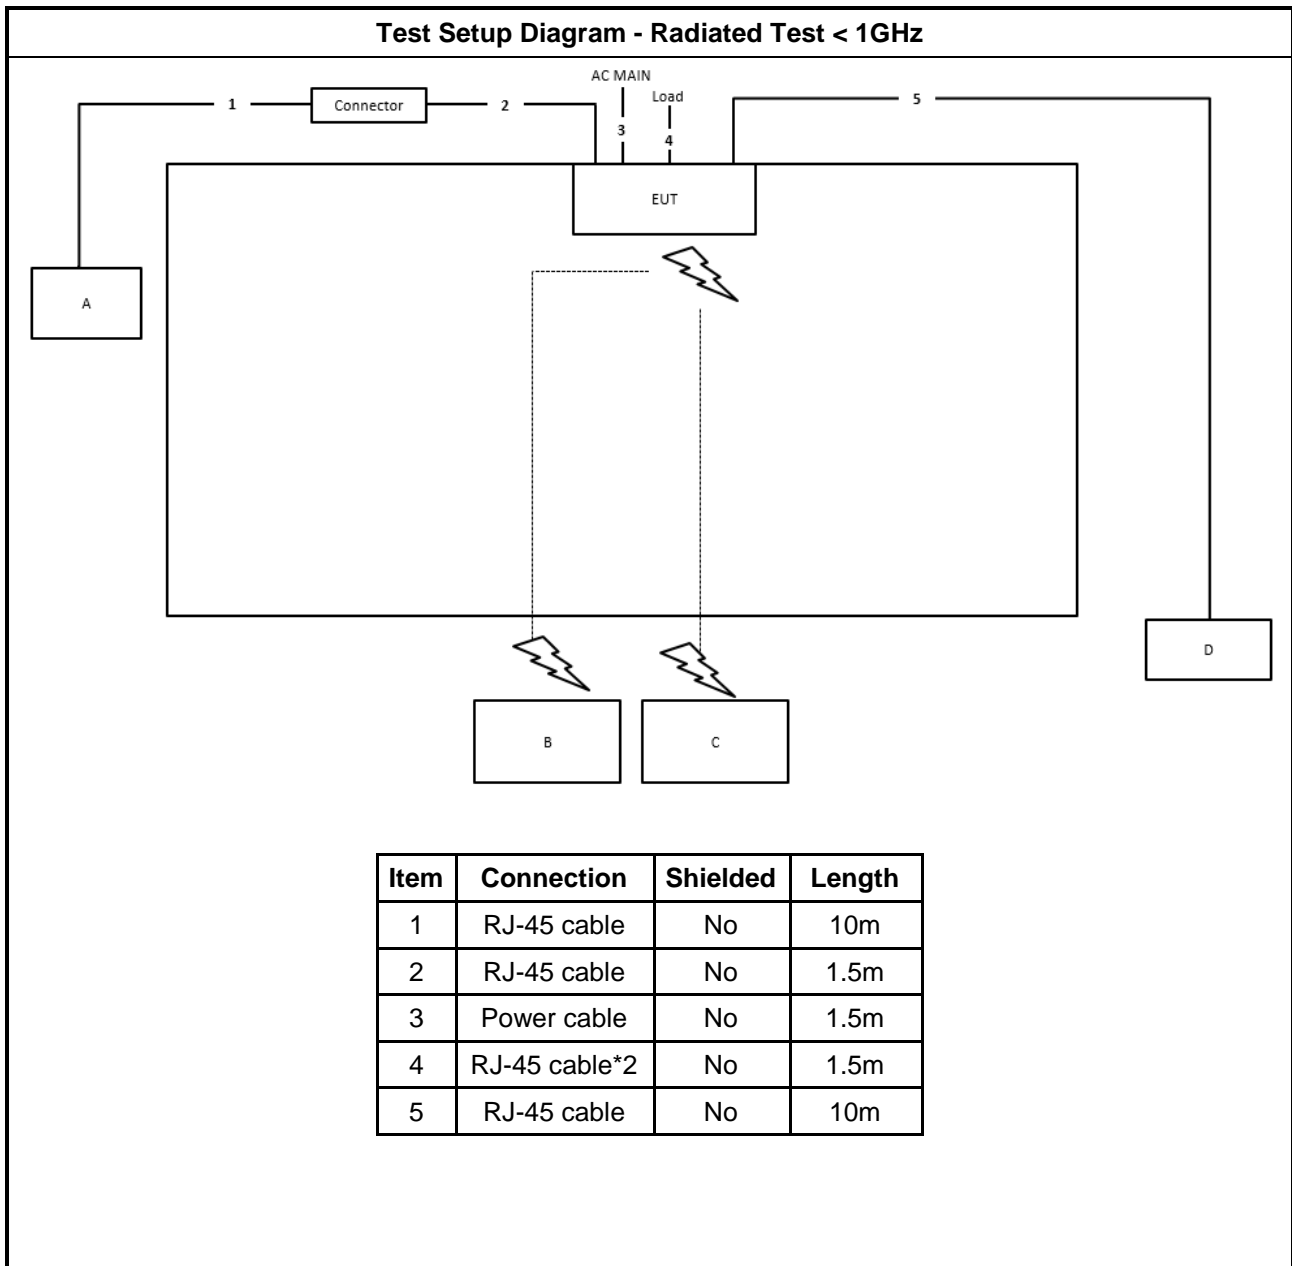 Test Setup Diagram - Radiated Test < 1GHz
AC MAIN
Load
1
Connector
2
3
4
5
EUT
A
D
B
C
Item Connection Shielded Length
1 RJ-45 cable No 10m
2 RJ-45 cable No 1.5m
3 Power cable No 1.5m
4 RJ-45 cable*2 No 1.5m
5 RJ-45 cable No 10m